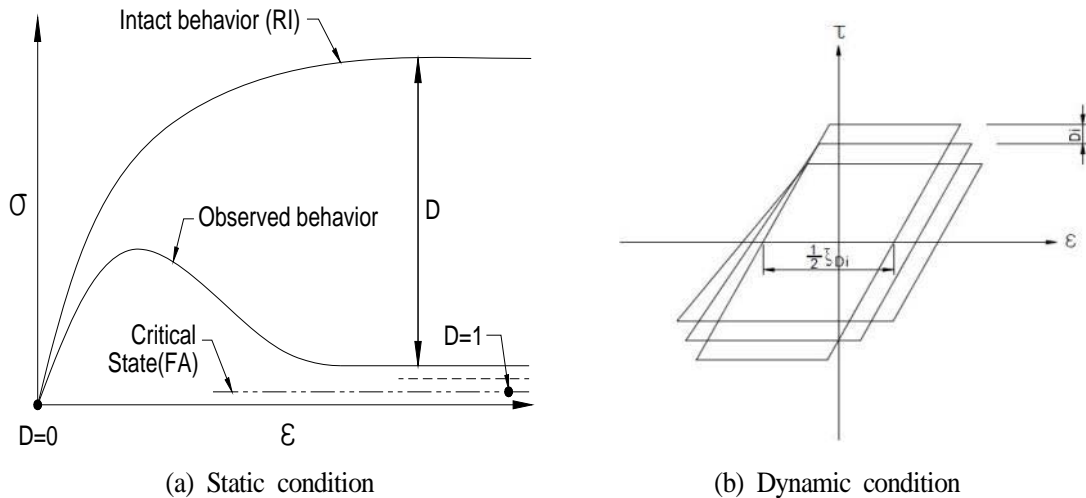 Intact behavior (RI)
σ
D
Observed behavior
Critical
State(FA)
D=1
D=0
ε
(a) Static condition
τ
Di
ε
1/2 ξDi
(b) Dynamic condition